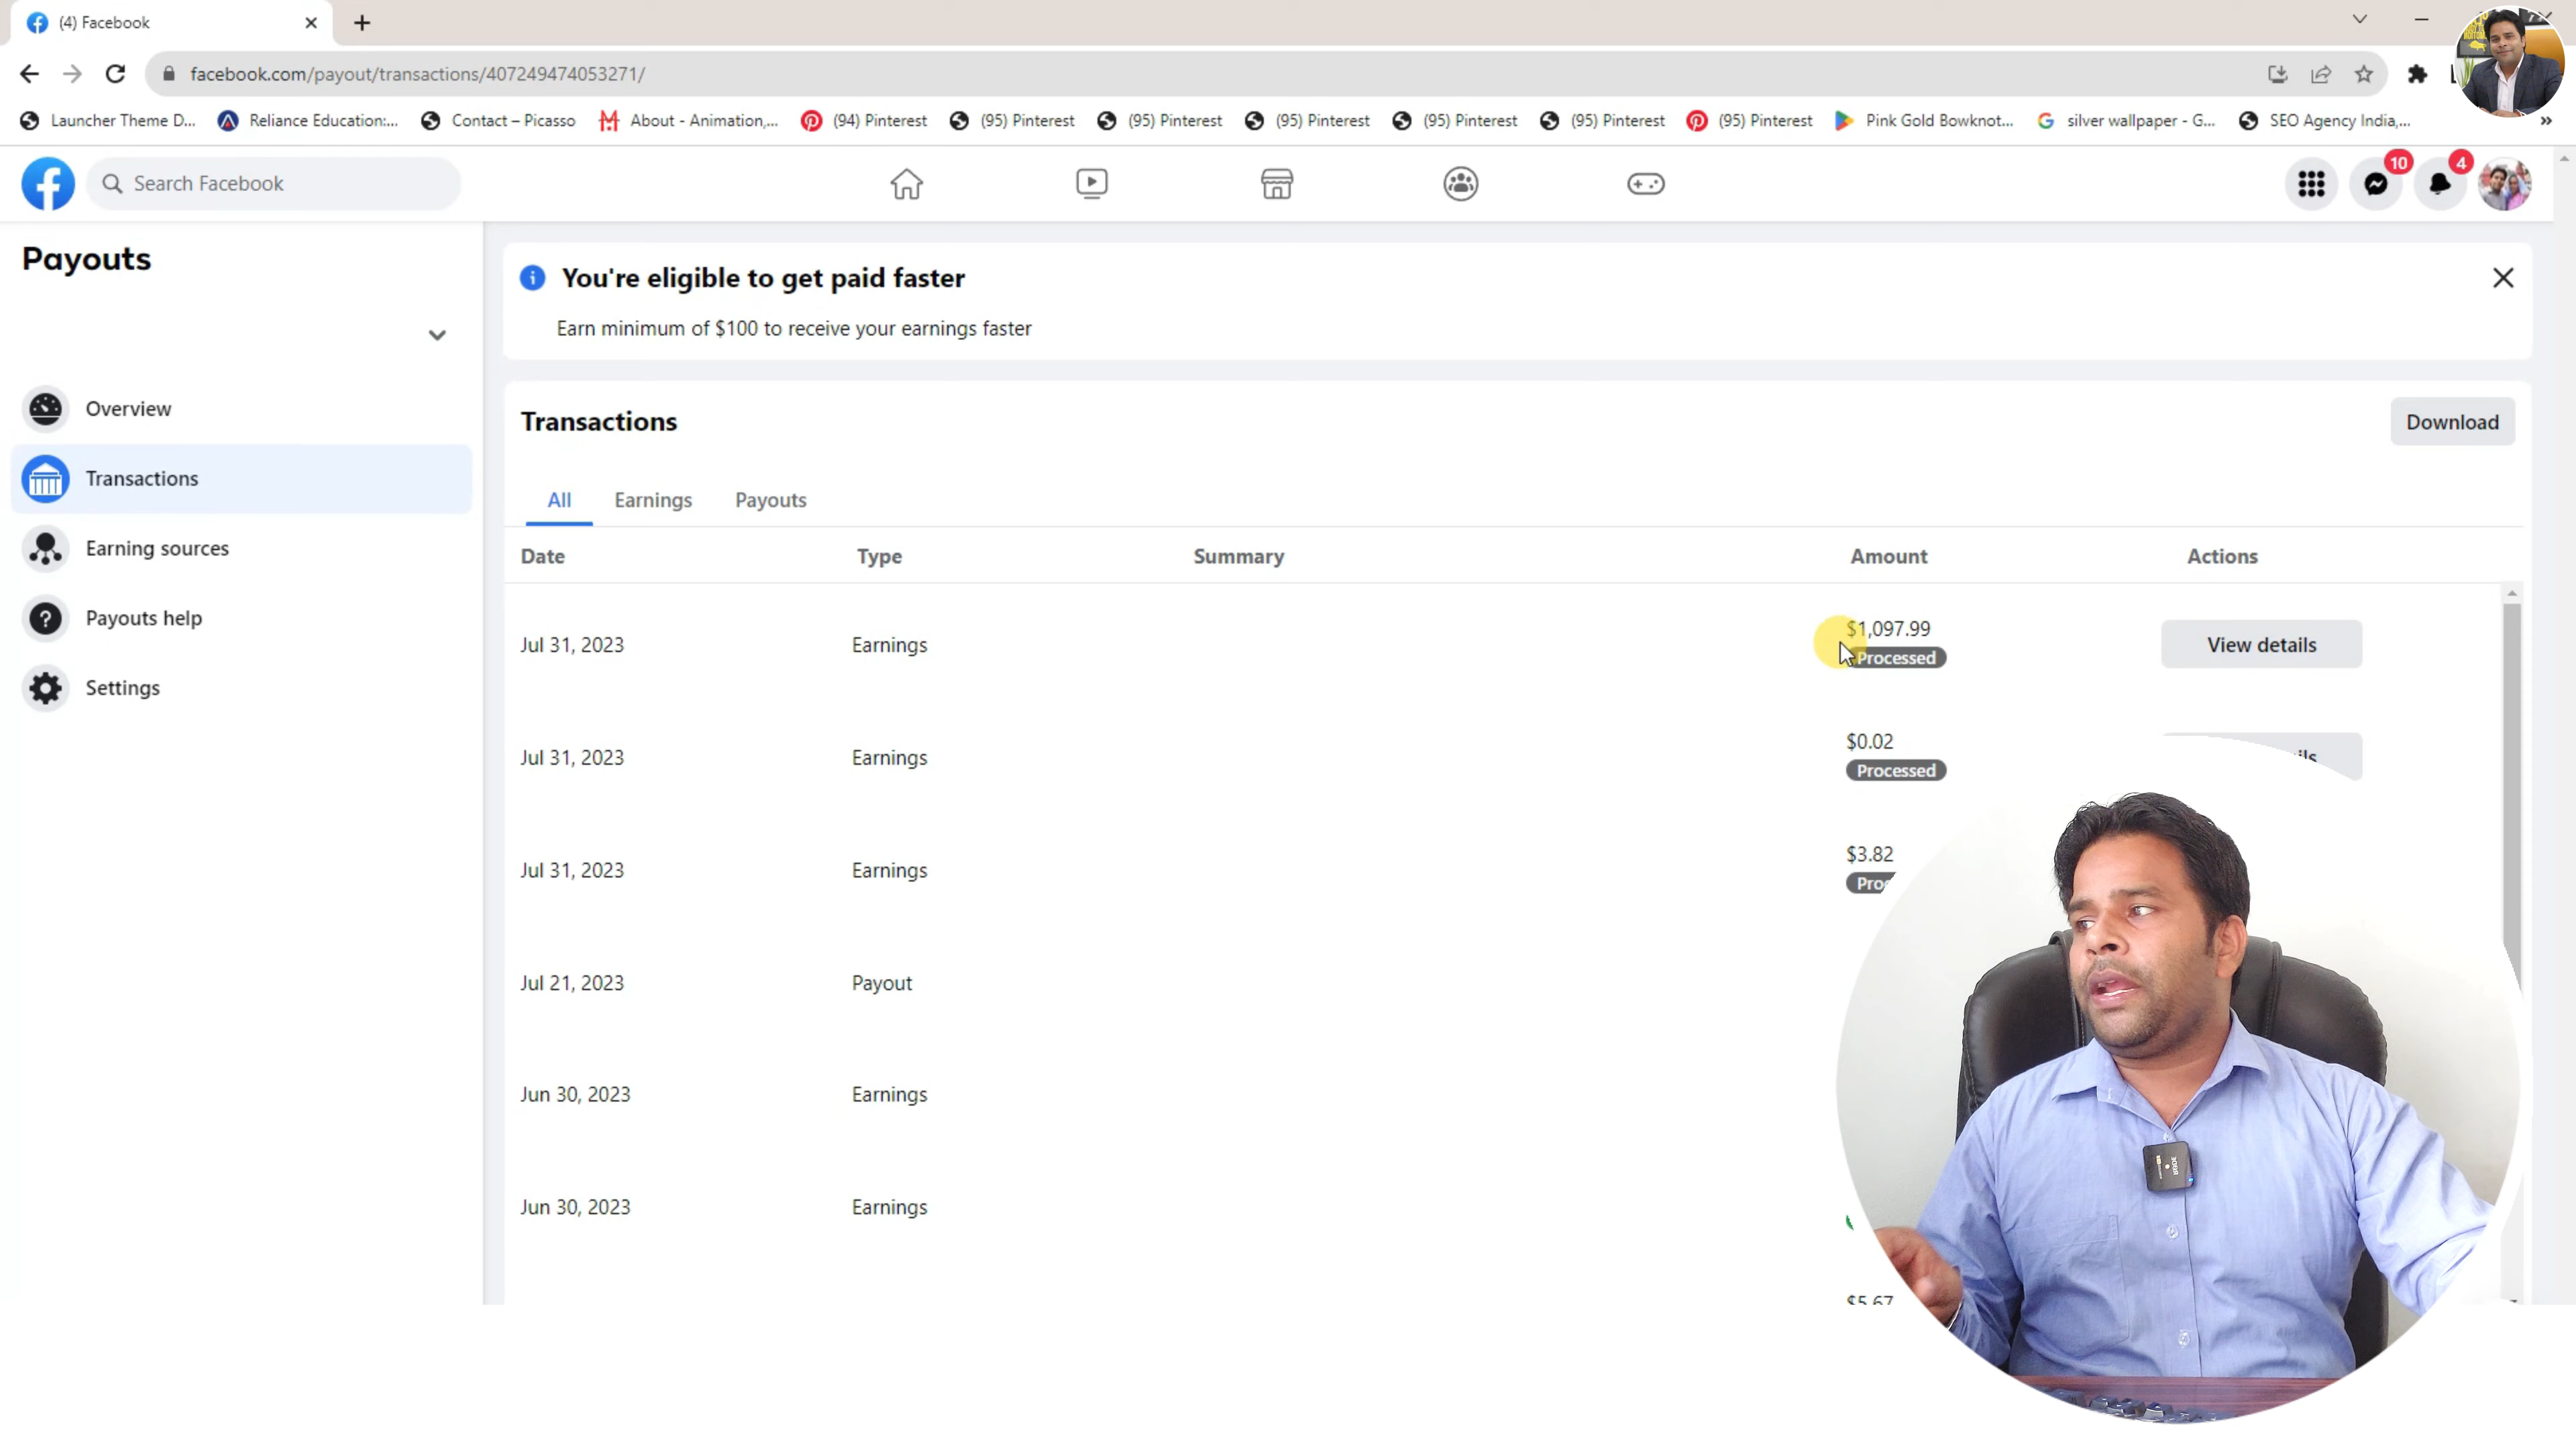 (4) Facebook
facebook.com/payout/transactions/407249474053271/
Launcher Theme D... Reliance Education:... Contact – Picasso About - Animation,... (94) Pinterest (95) Pinterest (95) Pinterest (95) Pinterest (95) Pinterest (95) Pinterest (95) Pinterest Pink Gold Bowknot... silver wallpaper - G... SEO Agency India,... »
Search Facebook 10 4
Payouts
You're eligible to get paid faster
Earn minimum of $100 to receive your earnings faster
Overview
Transactions
Earning sources
Payouts help
Settings
Transactions Download
All Earnings Payouts
Date Type Summary Amount Actions
Jul 31, 2023 Earnings $1,097.99 Processed View details
Jul 31, 2023 Earnings $0.02 Processed
Jul 31, 2023 Earnings $3.82
Jul 21, 2023 Payout
Jun 30, 2023 Earnings
Jun 30, 2023 Earnings
$5.67